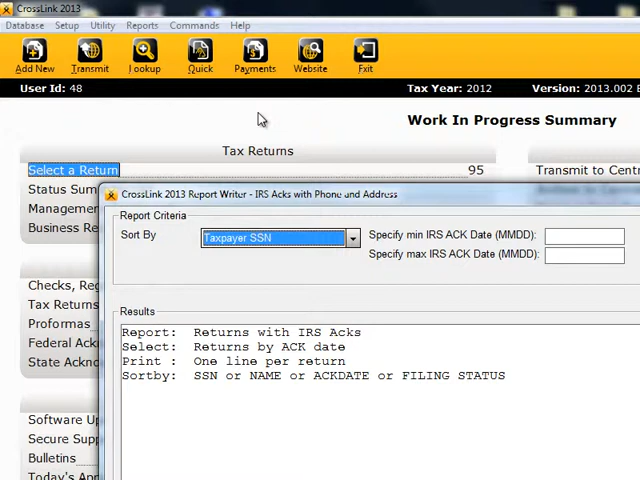 CrossLink 2013
Database Setup Utility Reports Commands Help
Add New Transmit Lookup Quick Payments Website Exit
User Id: 48 Tax Year: 2012 Version: 2013.002
Work In Progress Summary
Tax Returns
Select a Return 95 Transmit to Centr
Status Sum
Management
Business Re
CrossLink 2013 Report Writer - IRS Acks with Phone and Address
Report Criteria
Sort By Taxpayer SSN Specify min IRS ACK Date (MMDD):
Specify max IRS ACK Date (MMDD):
Checks, Reg
Tax Returns
Proformas
Federal Ackn
State Ackno
Results
Report: Returns with IRS Acks
Select: Returns by ACK date
Print : One line per return
Sortby: SSN or NAME or ACKDATE or FILING STATUS
Software Up
Secure Supp
Bulletins
Today's App